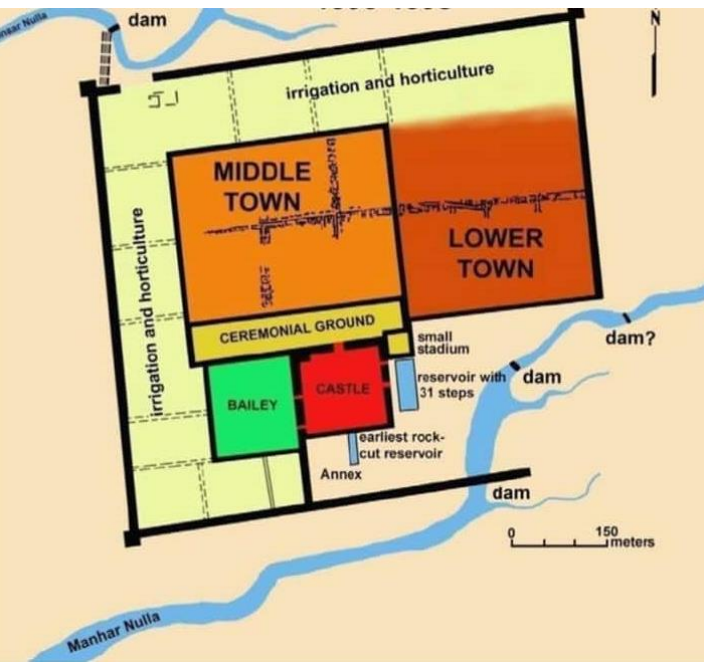 dam
N
irrigation and horticulture
MIDDLE
TOWN
irrigation and horticulture
LOWER
TOWN
CEREMONIAL GROUND
small
stadium
dam?
reservoir with
31 steps
dam
CASTLE
BAILEY
earliest rock-
cut reservoir
Annex
dam
0 150
meters
Manhar Nulla